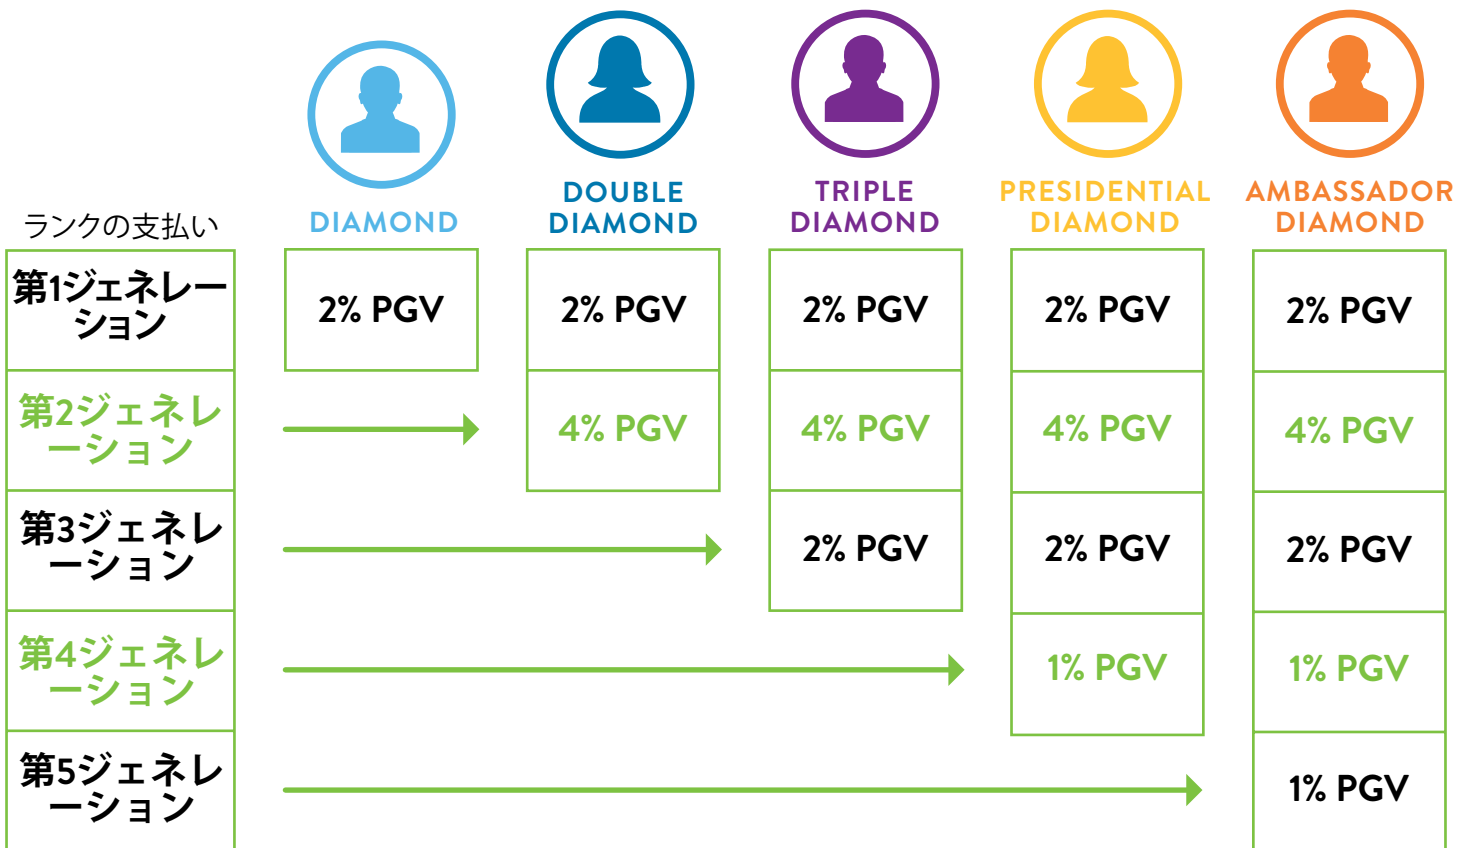 DIAMOND
DOUBLE
DIAMOND
TRIPLE
DIAMOND
PRESIDENTIAL
DIAMOND
AMBASSADOR
DIAMOND
ランクの支払い
第1ジェネレー
ション
2% PGV
2% PGV
2% PGV
2% PGV
2% PGV
第2ジェネレ
ーション
4% PGV
4% PGV
4% PGV
4% PGV
第3ジェネレ
ーション
2% PGV
2% PGV
2% PGV
第4ジェネレ
ーション
1% PGV
1% PGV
第5ジェネレ
ーション
1% PGV